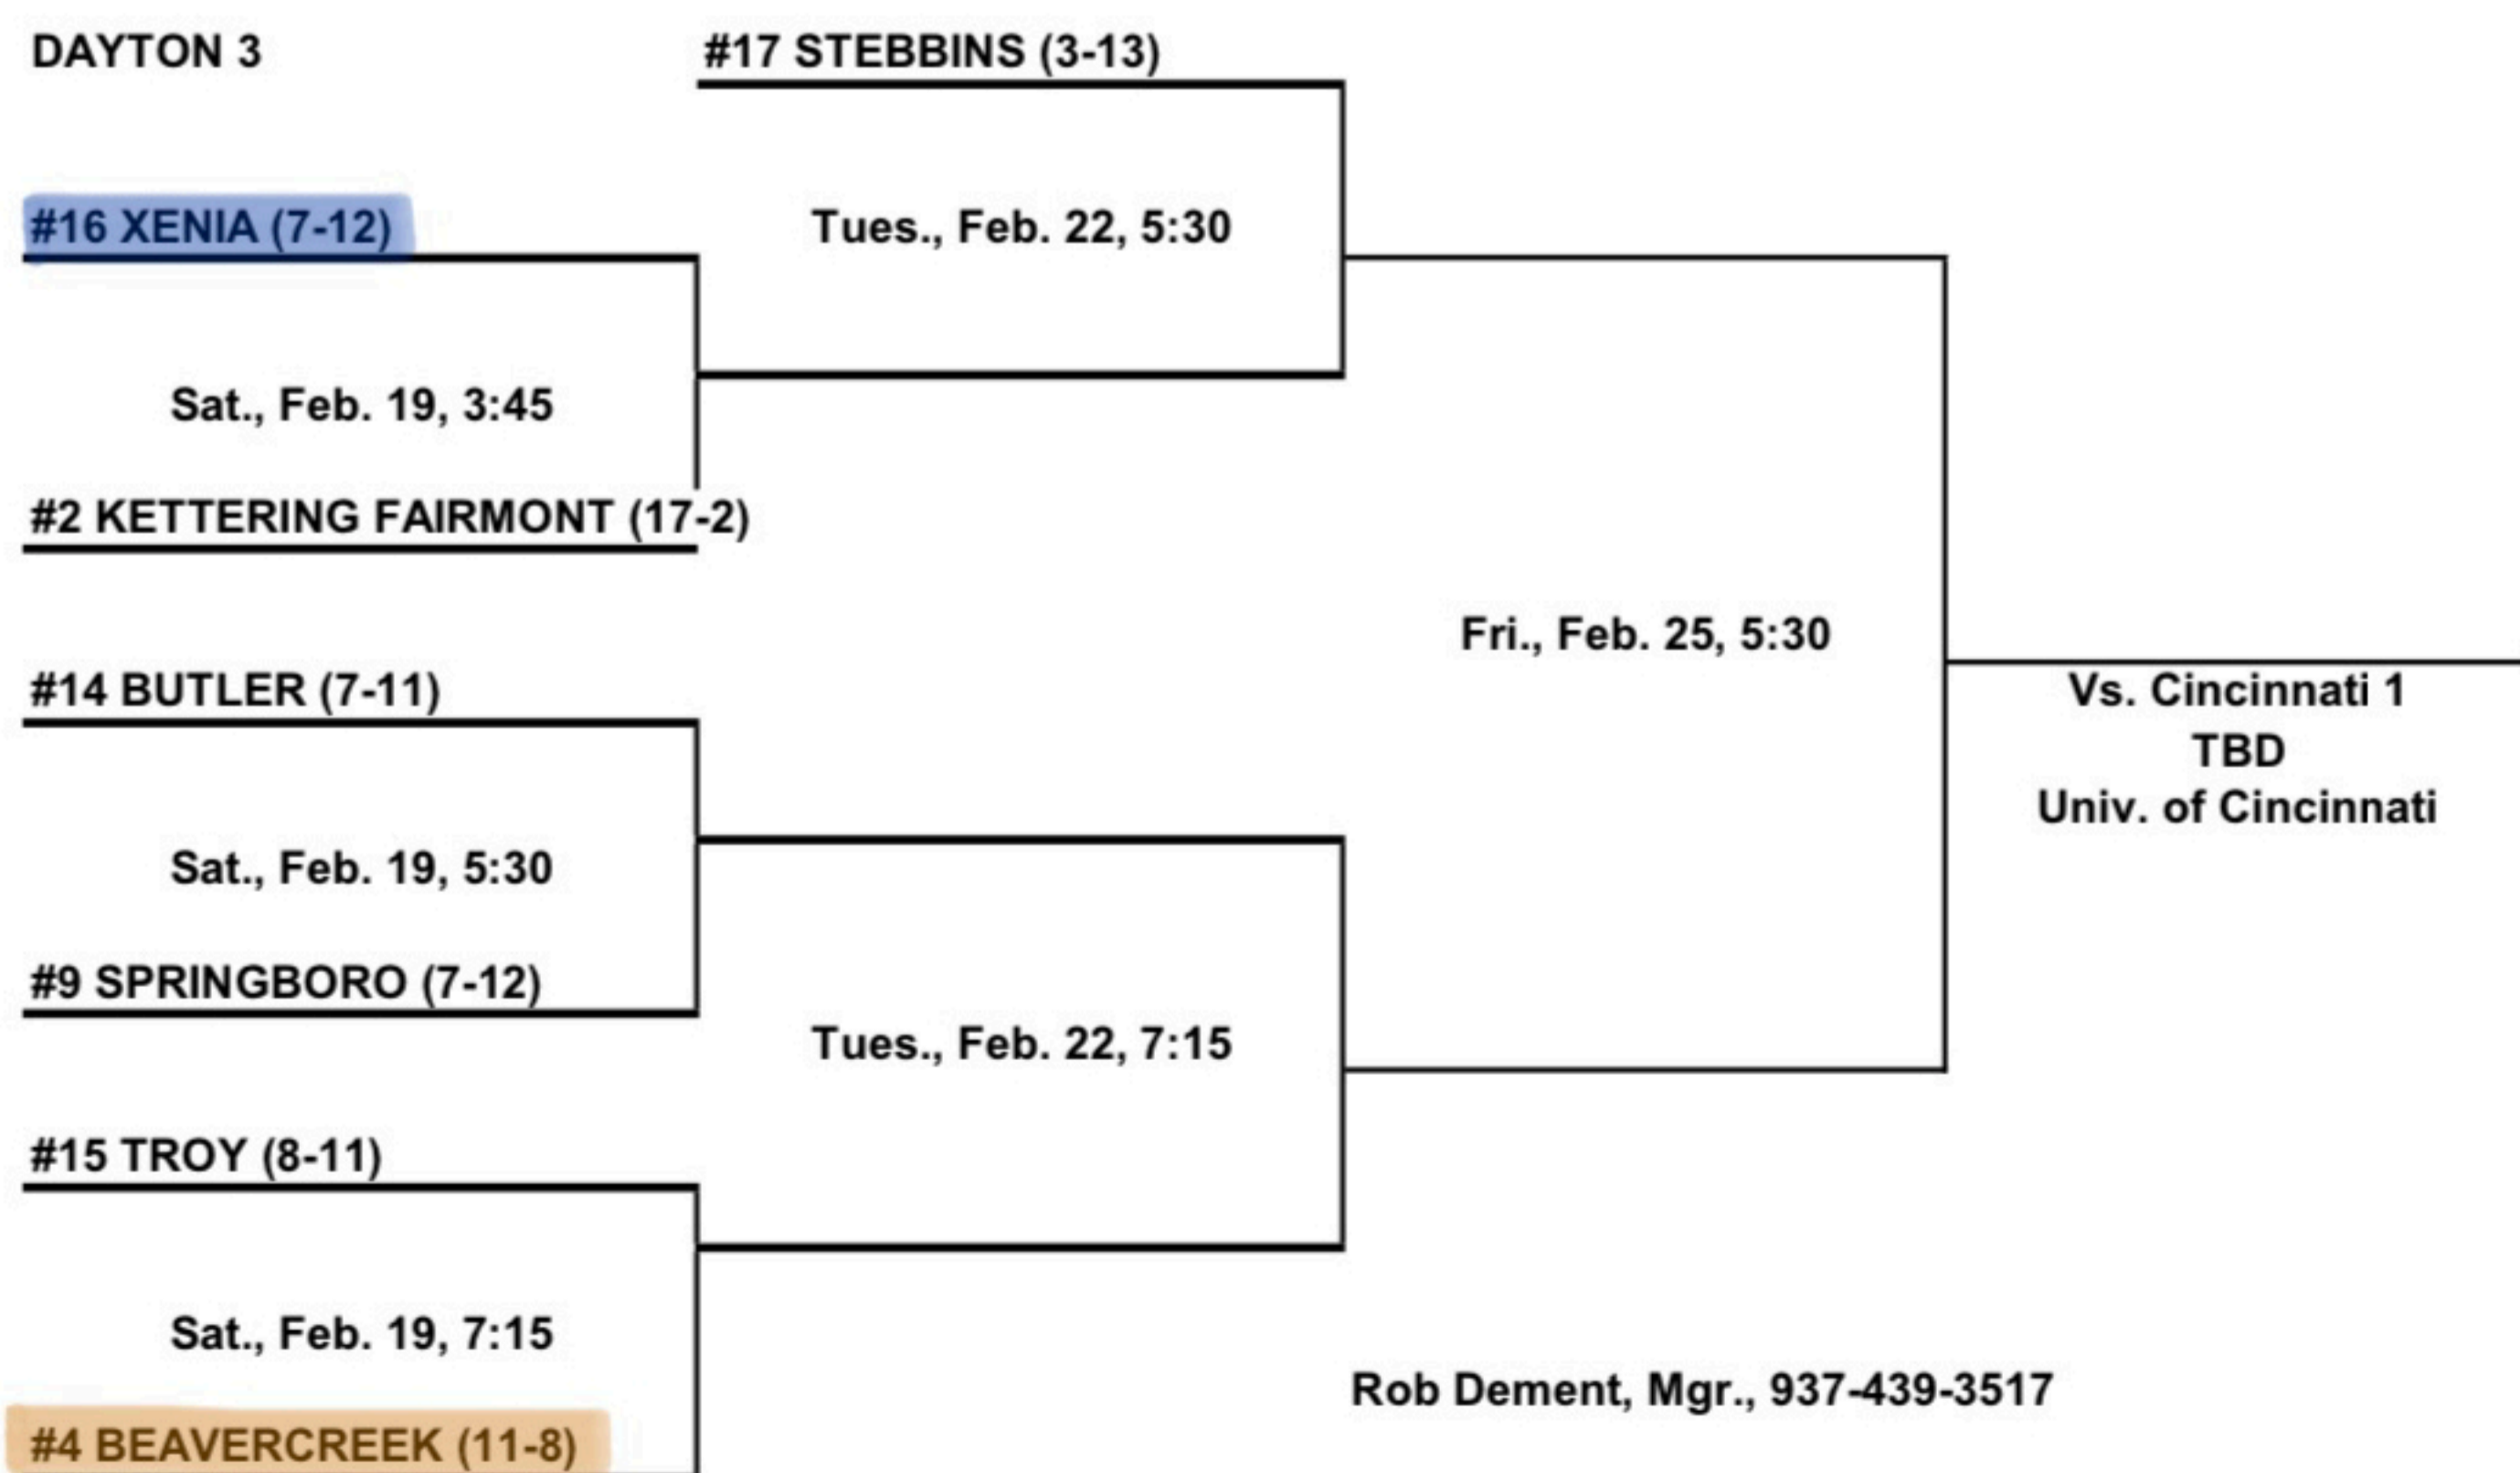 DAYTON 3
#17 STEBBINS (3-13)
#16 XENIA (7-12)
Tues., Feb. 22, 5:30
Sat., Feb. 19, 3:45
#2 KETTERING FAIRMONT (17-2)
Fri., Feb. 25, 5:30
#14 BUTLER (7-11)
Vs. Cincinnati 1
TBD
Univ. of Cincinnati
Sat., Feb. 19, 5:30
#9 SPRINGBORO (7-12)
Tues., Feb. 22, 7:15
#15 TROY (8-11)
Sat., Feb. 19, 7:15
Rob Dement, Mgr., 937-439-3517
#4 BEAVERCREEK (11-8)